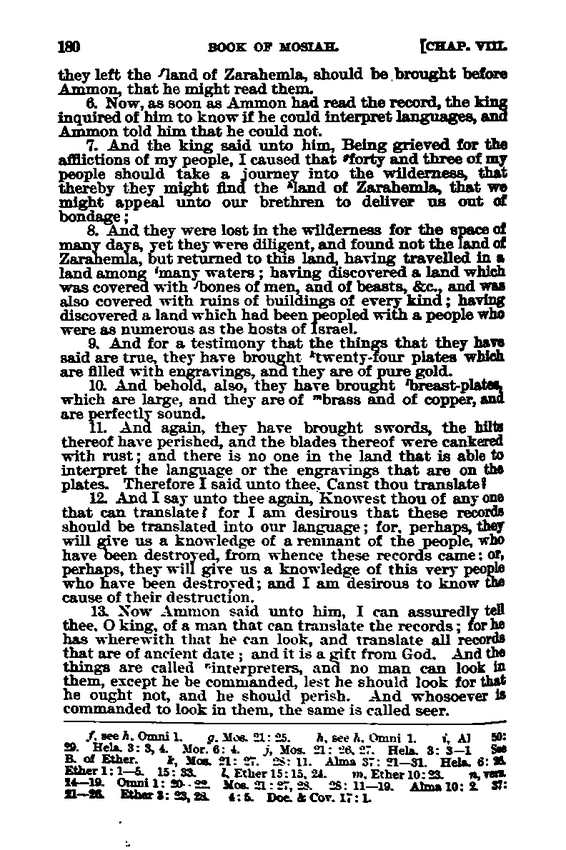 180 BOOK OF MOSIAH. [CHAP. VIII.
they left the fland of Zarahemla, should be brought before
Ammon, that he might read them.
6. Now, as soon as Ammon had read the record, the king
inquired of him to know if he could interpret languages, and
Ammon told him that he could not.
7. And the king said unto him, Being grieved for the
afflictions of my people, I caused that gforty and three of my
people should take a journey into the wilderness, that
thereby they might find the hland of Zarahemla, that we
might appeal unto our brethren to deliver us out of
bondage;
8. And they were lost in the wilderness for the space of
many days, yet they were diligent, and found not the land of
Zarahemla, but returned to this land, having travelled in a
land among imany waters; having discovered a land which
was covered with jbones of men, and of beasts, &c., and was
also covered with ruins of buildings of every kind; having
discovered a land which had been peopled with a people who
were as numerous as the hosts of Israel.
9. And for a testimony that the things that they have
said are true, they have brought ktwenty-four plates which
are filled with engravings, and they are of pure gold.
10. And behold, also, they have brought lbreast-plates,
which are large, and they are of mbrass and of copper, and
are perfectly sound.
11. And again, they have brought swords, the hilts
thereof have perished, and the blades thereof were cankered
with rust; and there is no one in the land that is able to
interpret the language or the engravings that are on the
plates. Therefore I said unto thee, Canst thou translate?
12. And I say unto thee again, Knowest thou of any one
that can translate? for I am desirous that these records
should be translated into our language; for, perhaps, they
will give us a knowledge of a remnant of the people, who
have been destroyed, from whence these records came; or,
perhaps, they will give us a knowledge of this very people
who have been destroyed; and I am desirous to know the
cause of their destruction.
13. Now Ammon said unto him, I can assuredly tell
thee, O king, of a man that can translate the records; for he
has wherewith that he can look, and translate all records
that are of ancient date; and it is a gift from God. And the
things are called ninterpreters, and no man can look in
them, except he be commanded, lest he should look for that
he ought not, and he should perish. And whosoever is
commanded to look in them, the same is called seer.
f, see h, Omni 1. g, Mos. 21: 25. h, see h, Omni 1. i, Al 50:
29. Hela. 3: 3, 4. Mor. 6: 4. j, Mos. 21: 26, 27. Hela. 3: 3—1 See
B. of Ether. k, Mos. 21: 27. 28: 11. Alma 37: 21—31. Hela. 6: 26.
Ether 1: 1—5. 15: 33. l, Ether 15: 15, 24. m, Ether 10: 23. n, vers.
14—19. Omni 1: 20—22. Mos. 21: 27, 28. 28: 11—19. Alma 10: 2. 37:
21—26. Ether 3: 23, 28. 4: 5. Doc. & Cov. 17: 1.